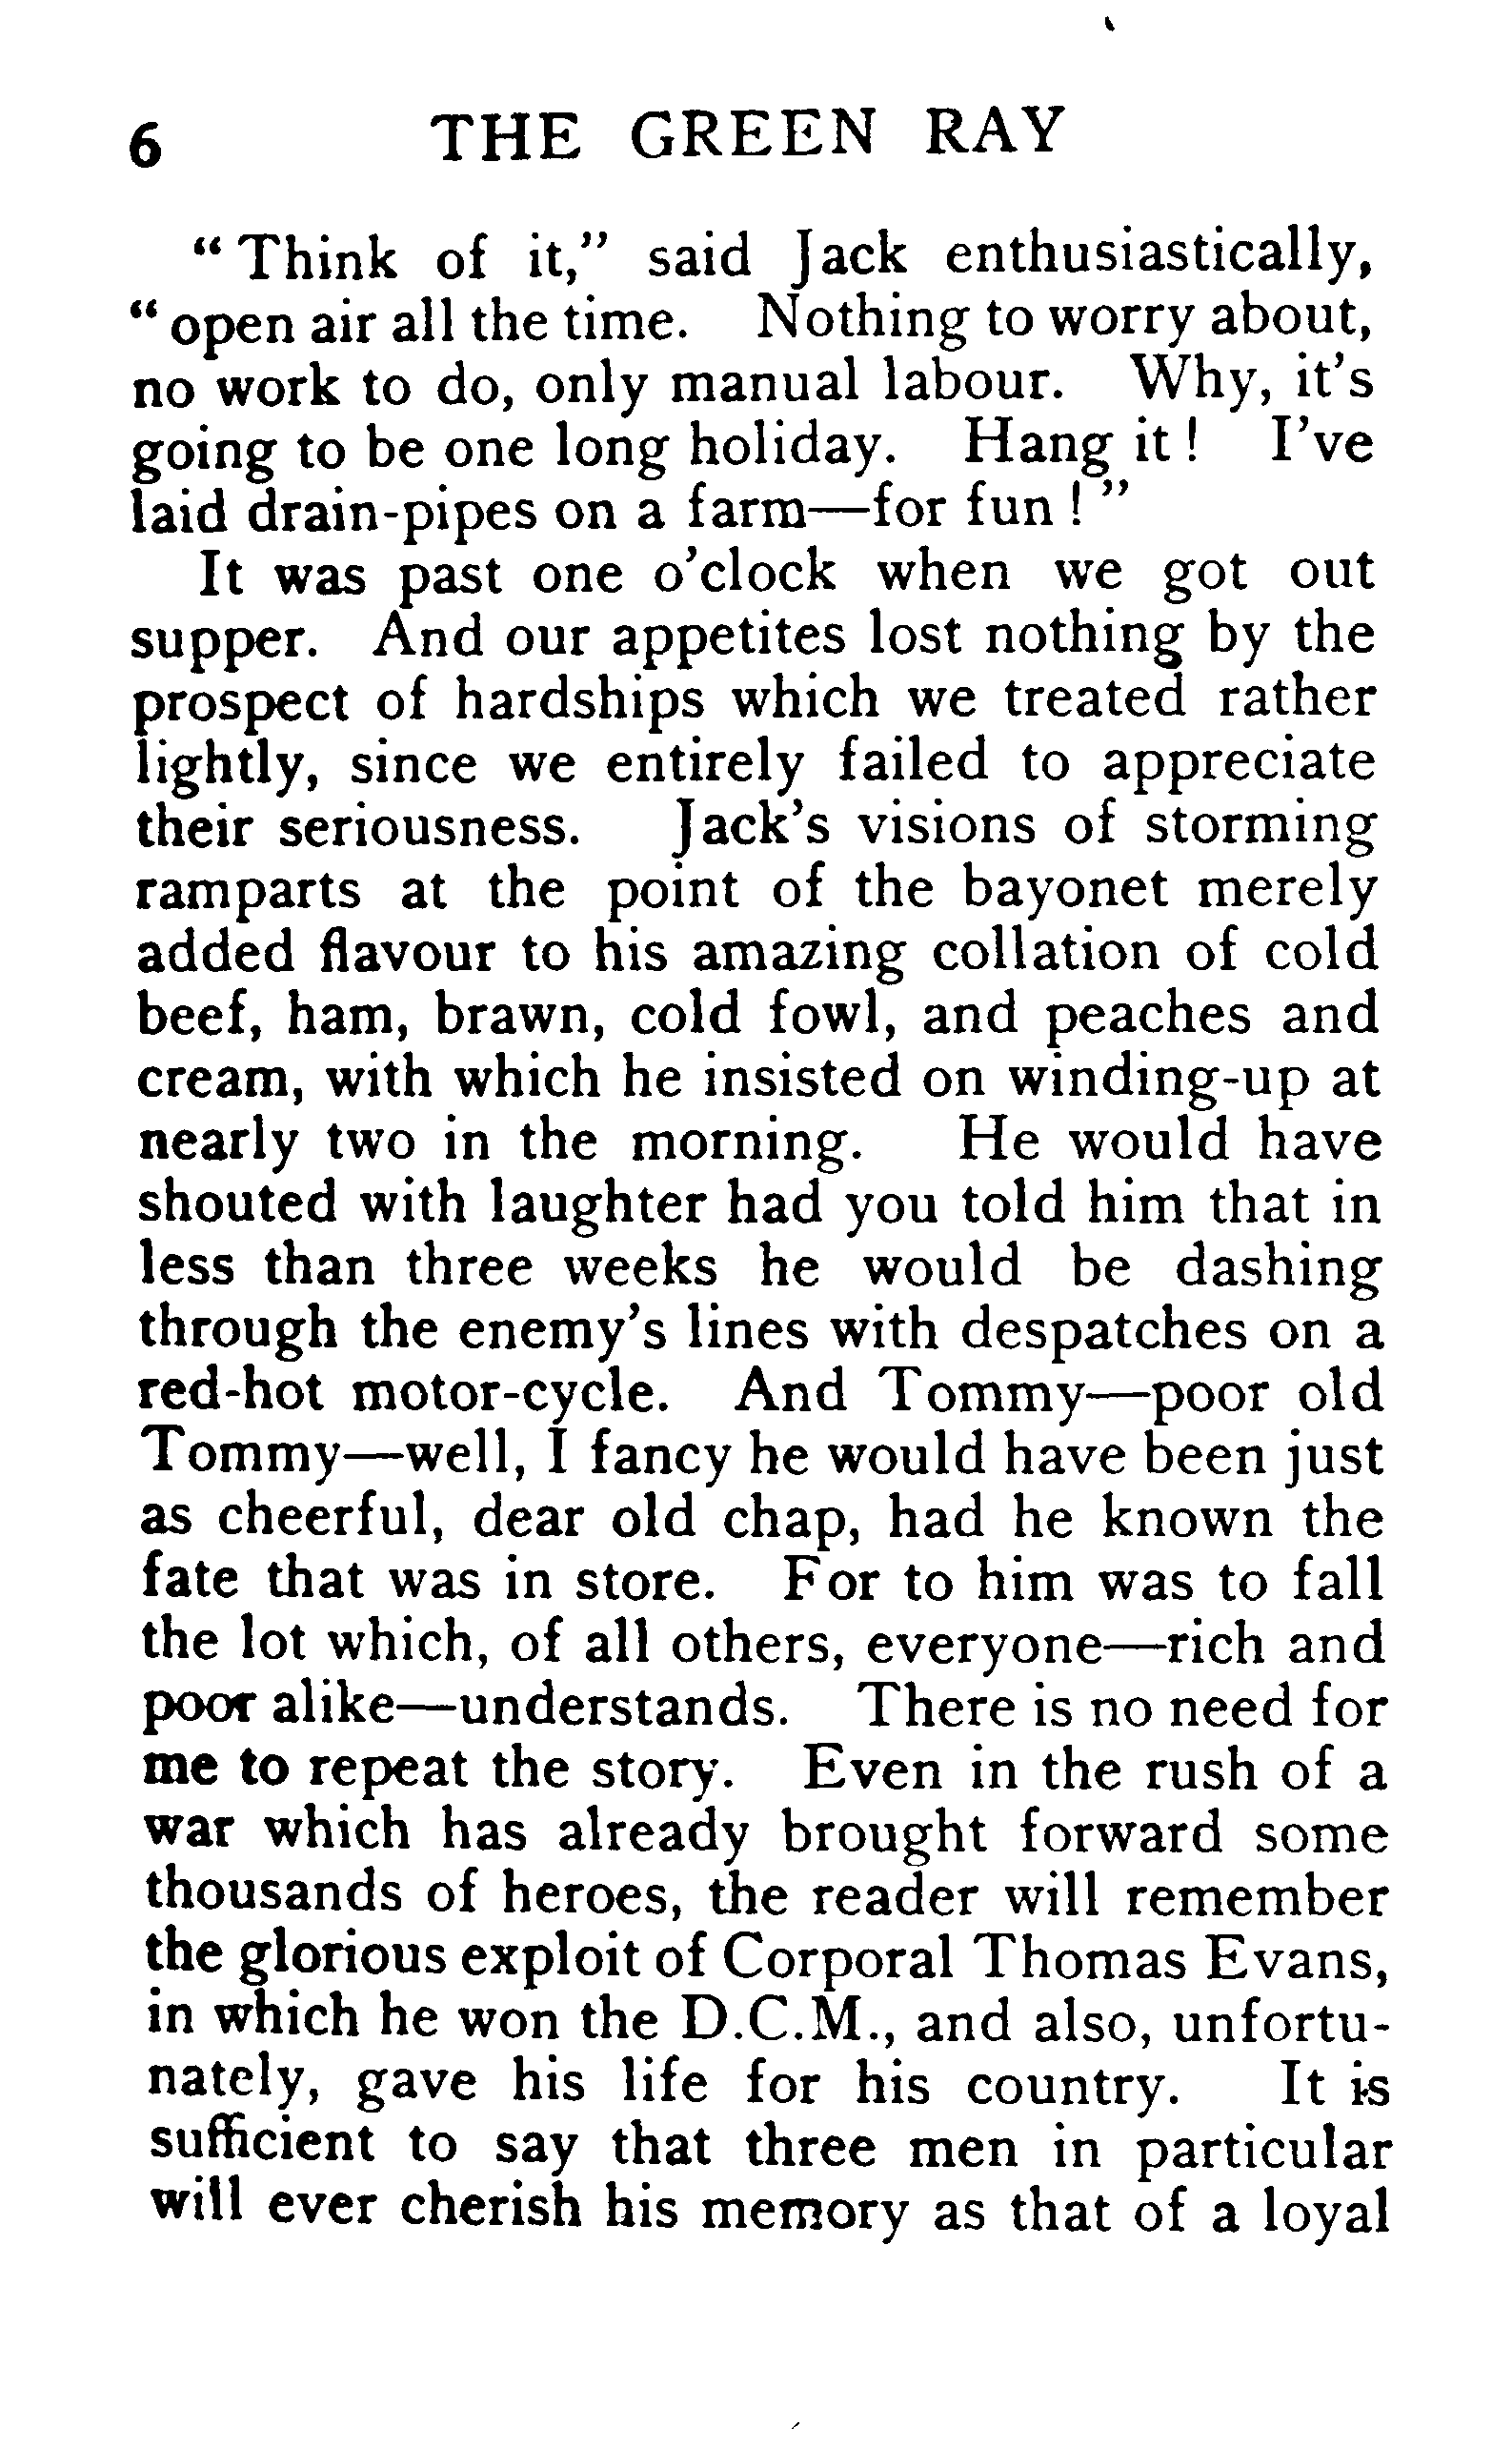 6 THE GREEN RAY
" Think of it," said Jack enthusiastically,
" open air all the time. Nothing to worry about,
no work to do, only manual labour. Why, it's
going to be one long holiday. Hang it ! I've
laid drain-pipes on a farm—for fun ! "
It was past one o'clock when we got out
supper. And our appetites lost nothing by the
prospect of hardships which we treated rather
lightly, since we entirely failed to appreciate
their seriousness. Jack's visions of storming
ramparts at the point of the bayonet merely
added flavour to his amazing collation of cold
beef, ham, brawn, cold fowl, and peaches and
cream, with which he insisted on winding-up at
nearly two in the morning. He would have
shouted with laughter had you told him that in
less than three weeks he would be dashing
through the enemy's lines with despatches on a
red-hot motor-cycle. And Tommy—poor old
Tommy—well, I fancy he would have been just
as cheerful, dear old chap, had he known the
fate that was in store. For to him was to fall
the lot which, of all others, everyone—rich and
poor alike—understands. There is no need for
me to repeat the story. Even in the rush of a
war which has already brought forward some
thousands of heroes, the reader will remember
the glorious exploit of Corporal Thomas Evans,
in which he won the D.C.M., and also, unfortu-
nately, gave his life for his country. It is
sufficient to say that three men in particular
will ever cherish his memory as that of a loyal